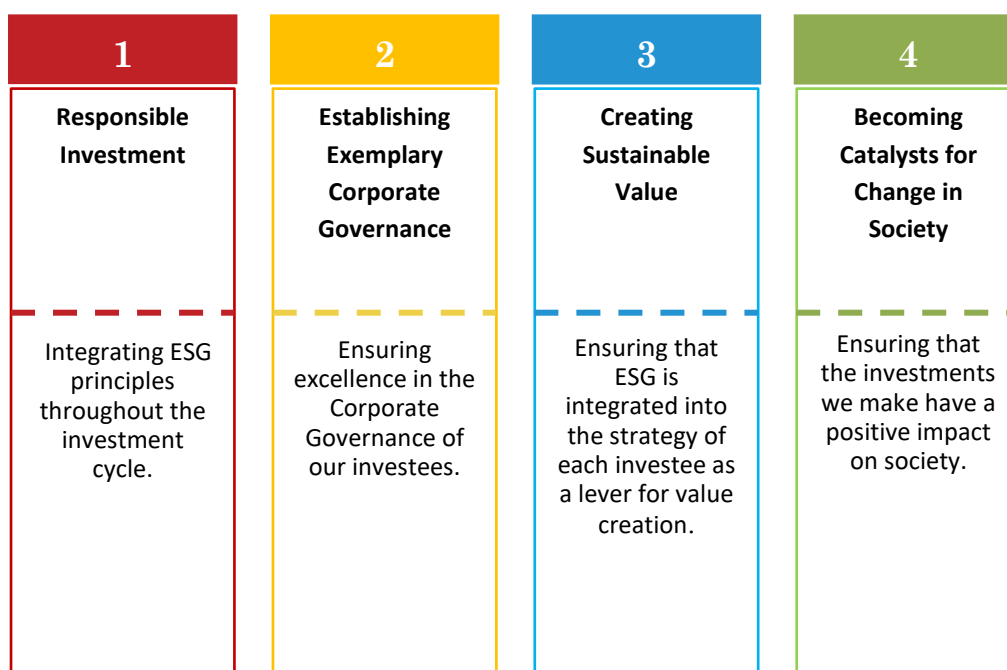 1
Responsible
Investment
Integrating ESG
principles
throughout the
investment
cycle.
2
Establishing
Exemplary
Corporate
Governance
Ensuring
excellence in the
Corporate
Governance of
our investees.
3
Creating
Sustainable
Value
Ensuring that
ESG is
integrated into
the strategy of
each investee as
a lever for value
creation.
4
Becoming
Catalysts for
Change in
Society
Ensuring that
the investments
we make have a
positive impact
on society.